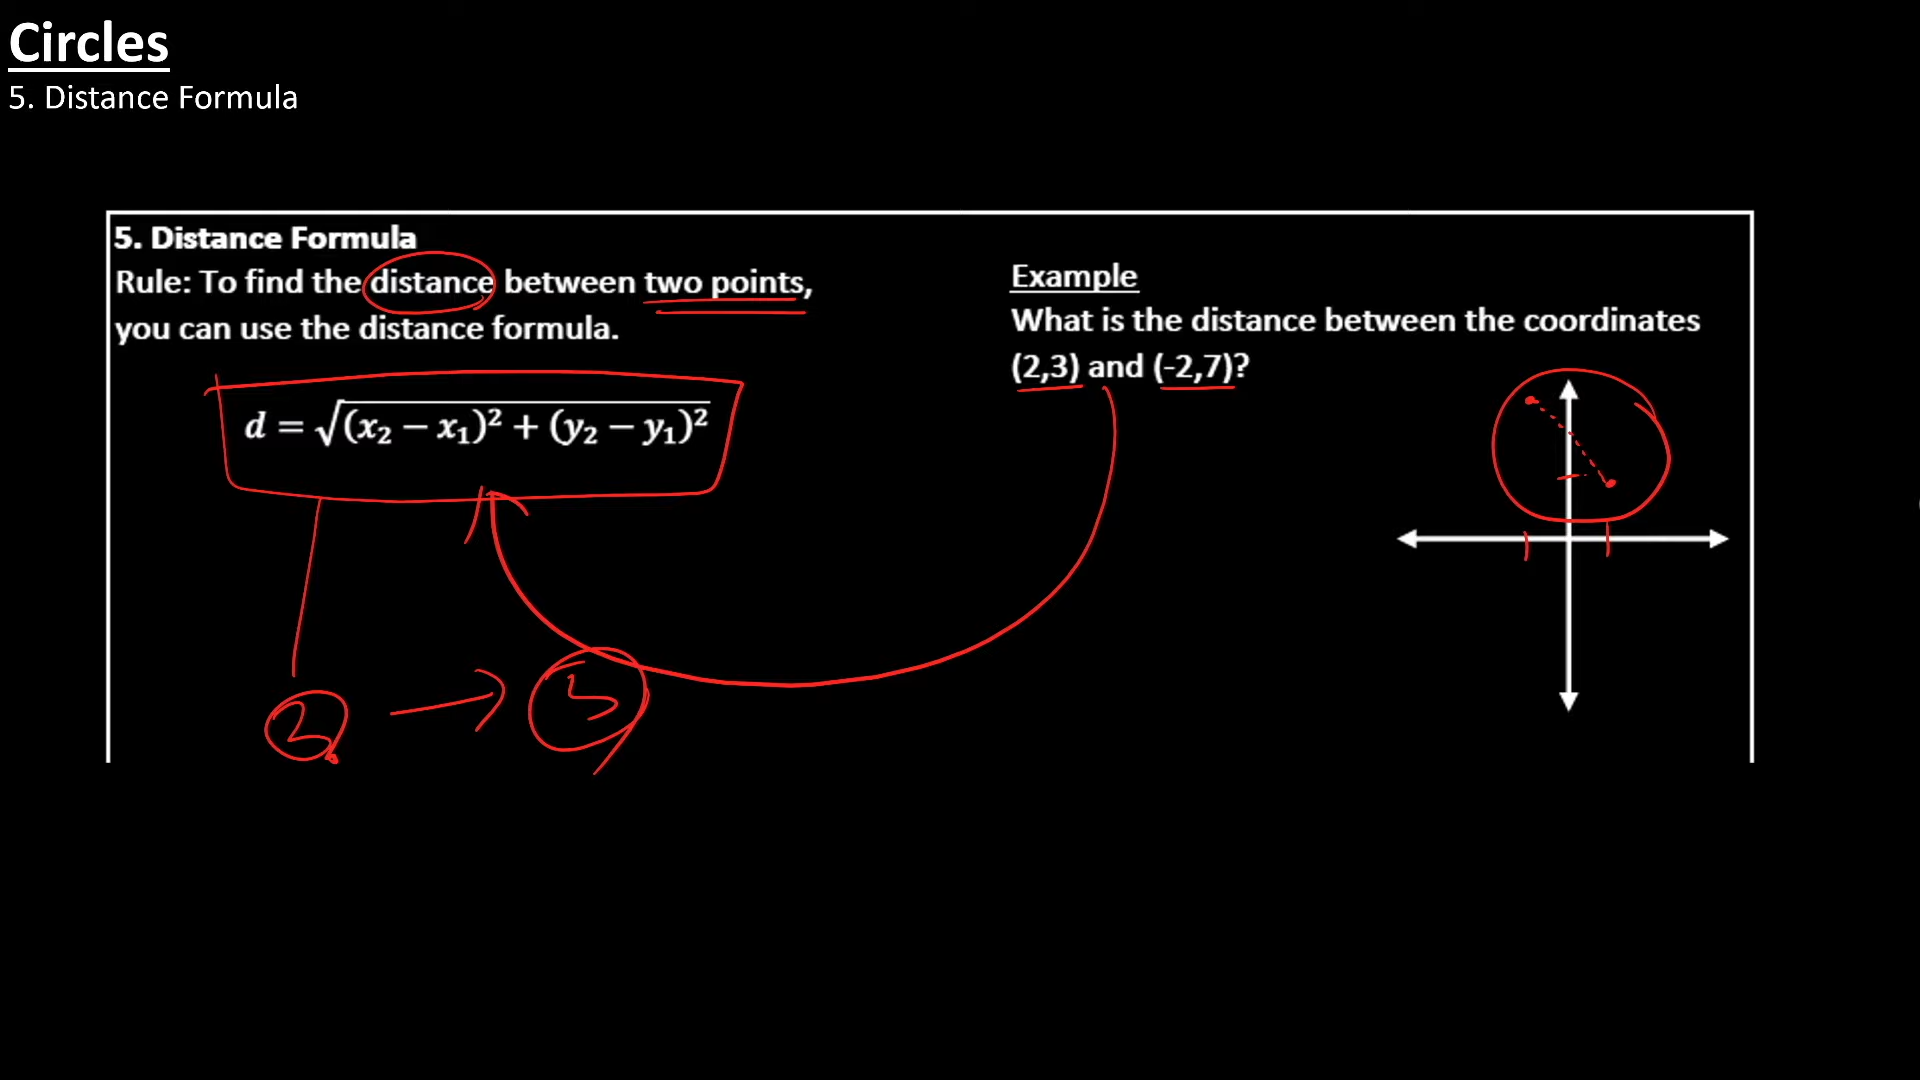 Circles
5. Distance Formula
5. Distance Formula
Rule: To find the distance between two points,
you can use the distance formula.
d = √(x₂ − x₁)² + (y₂ − y₁)²
Example
What is the distance between the coordinates
(2,3) and (-2,7)?